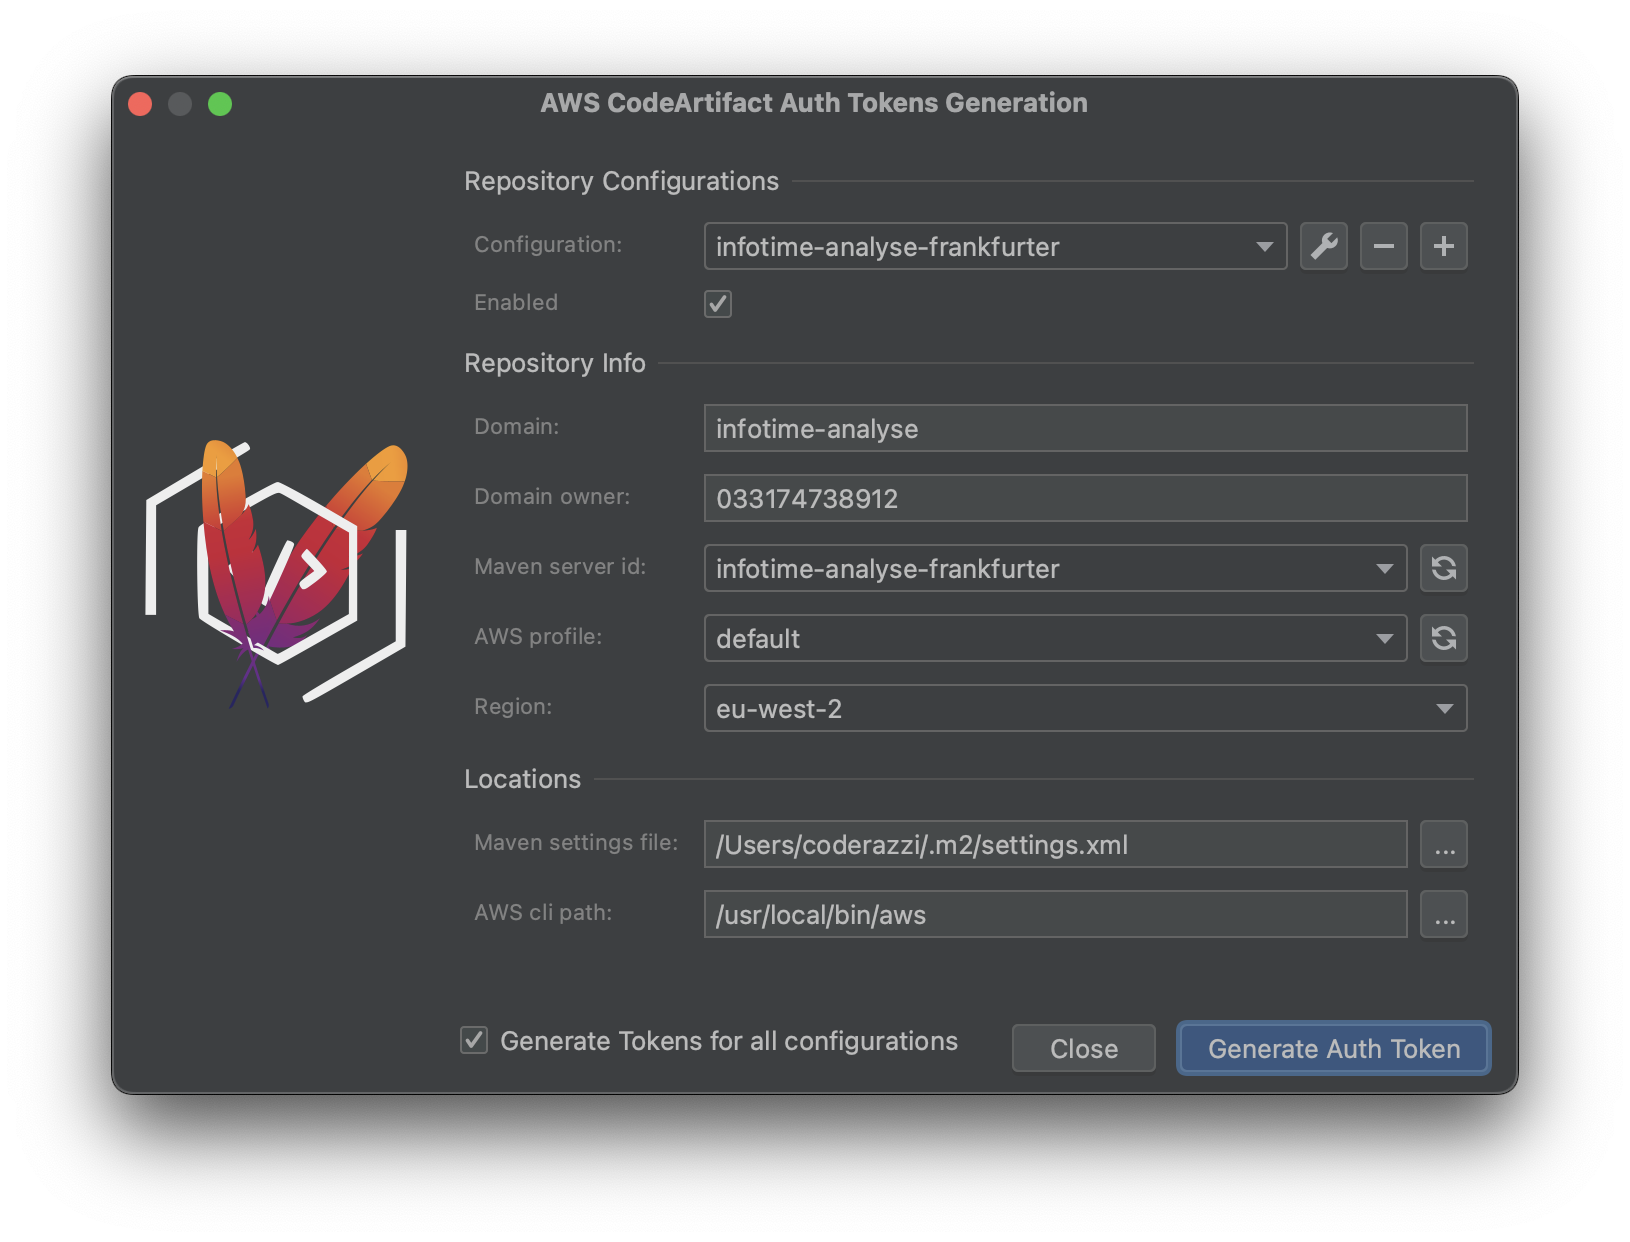 AWS CodeArtifact Auth Tokens Generation
Repository Configurations
Configuration: infotime-analyse-frankfurter
Enabled
Repository Info
Domain: infotime-analyse
Domain owner: 033174738912
Maven server id: infotime-analyse-frankfurter
AWS profile: default
Region: eu-west-2
Locations
Maven settings file: /Users/coderazzi/.m2/settings.xml ...
AWS cli path: /usr/local/bin/aws ...
Generate Tokens for all configurations Close Generate Auth Token